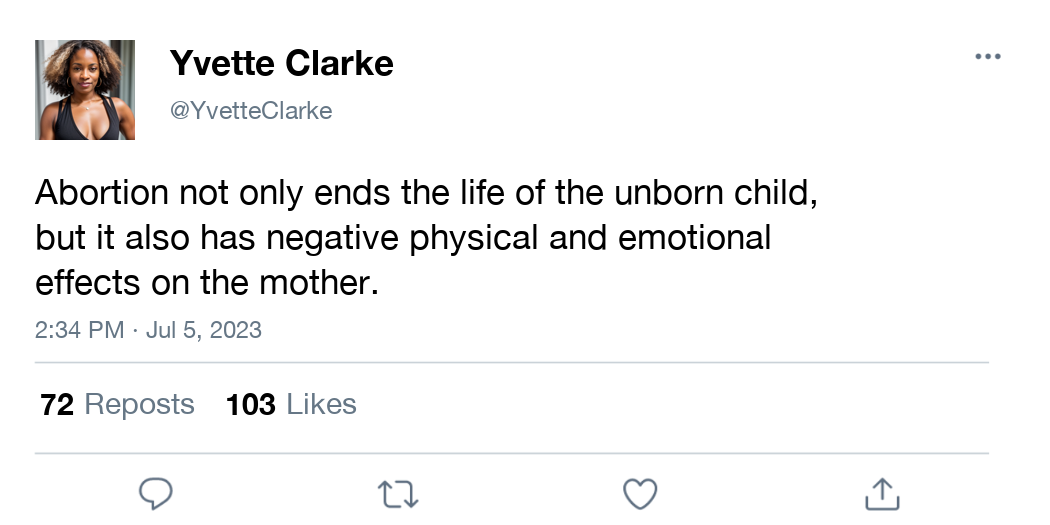 Yvette Clarke
@YvetteClarke
Abortion not only ends the life of the unborn child,
but it also has negative physical and emotional
effects on the mother.
2:34 PM · Jul 5, 2023
72 Reposts 103 Likes